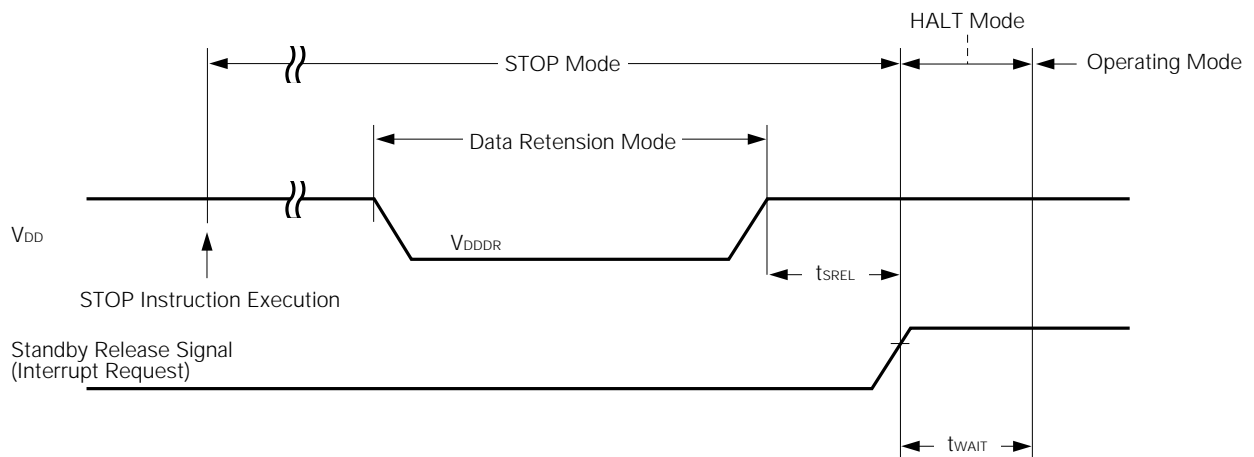 HALT Mode
STOP Mode
Operating Mode
Data Retension Mode
VDD
VDDDR
tSREL
STOP Instruction Execution
Standby Release Signal
(Interrupt Request)
tWAIT